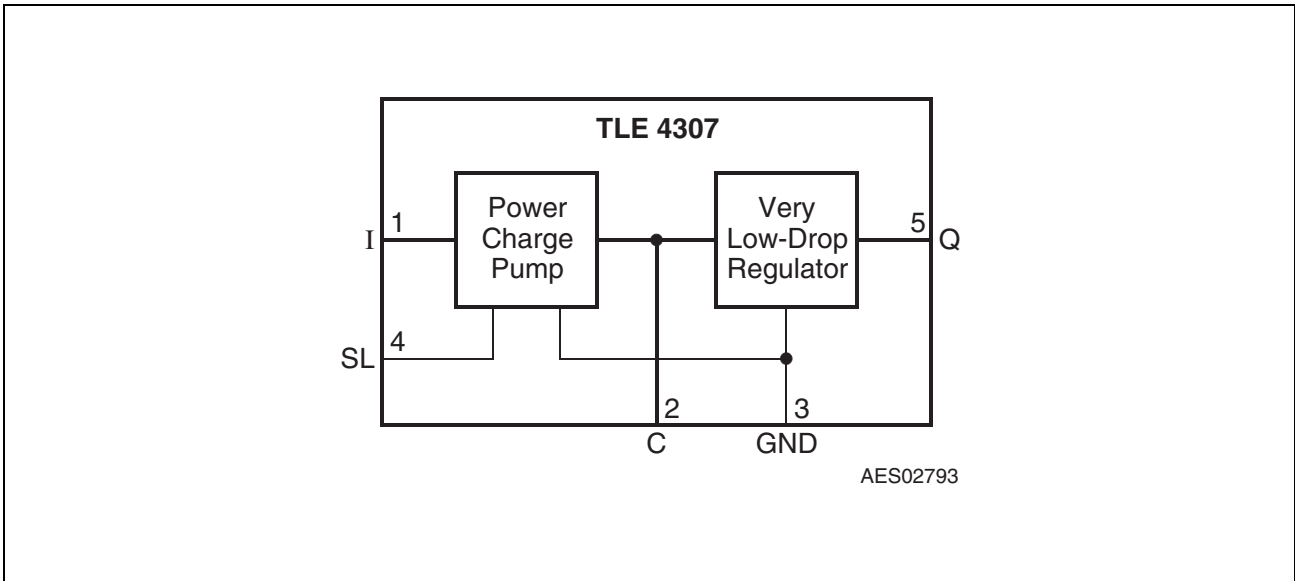 TLE 4307
Power
Charge
Pump
Very
Low-Drop
Regulator
1
I
5
Q
4
SL
2
C
3
GND
AES02793